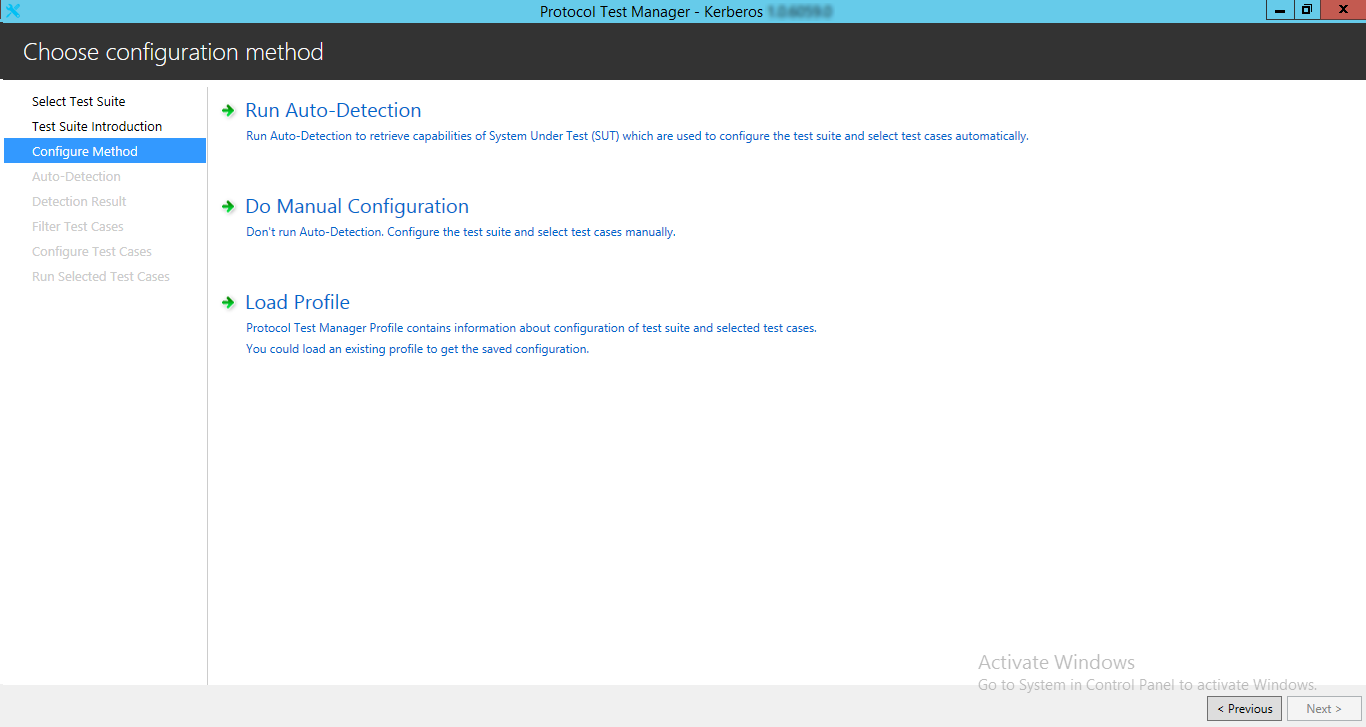 Protocol Test Manager - Kerberos
Choose configuration method
Select Test Suite
Test Suite Introduction
Configure Method
Auto-Detection
Detection Result
Filter Test Cases
Configure Test Cases
Run Selected Test Cases
Run Auto-Detection
Run Auto-Detection to retrieve capabilities of System Under Test (SUT) which are used to configure the test suite and select test cases automatically.
Do Manual Configuration
Don't run Auto-Detection. Configure the test suite and select test cases manually.
Load Profile
Protocol Test Manager Profile contains information about configuration of test suite and selected test cases.
You could load an existing profile to get the saved configuration.
Activate Windows
Go to System in Control Panel to activate Windows.
< Previous
Next >